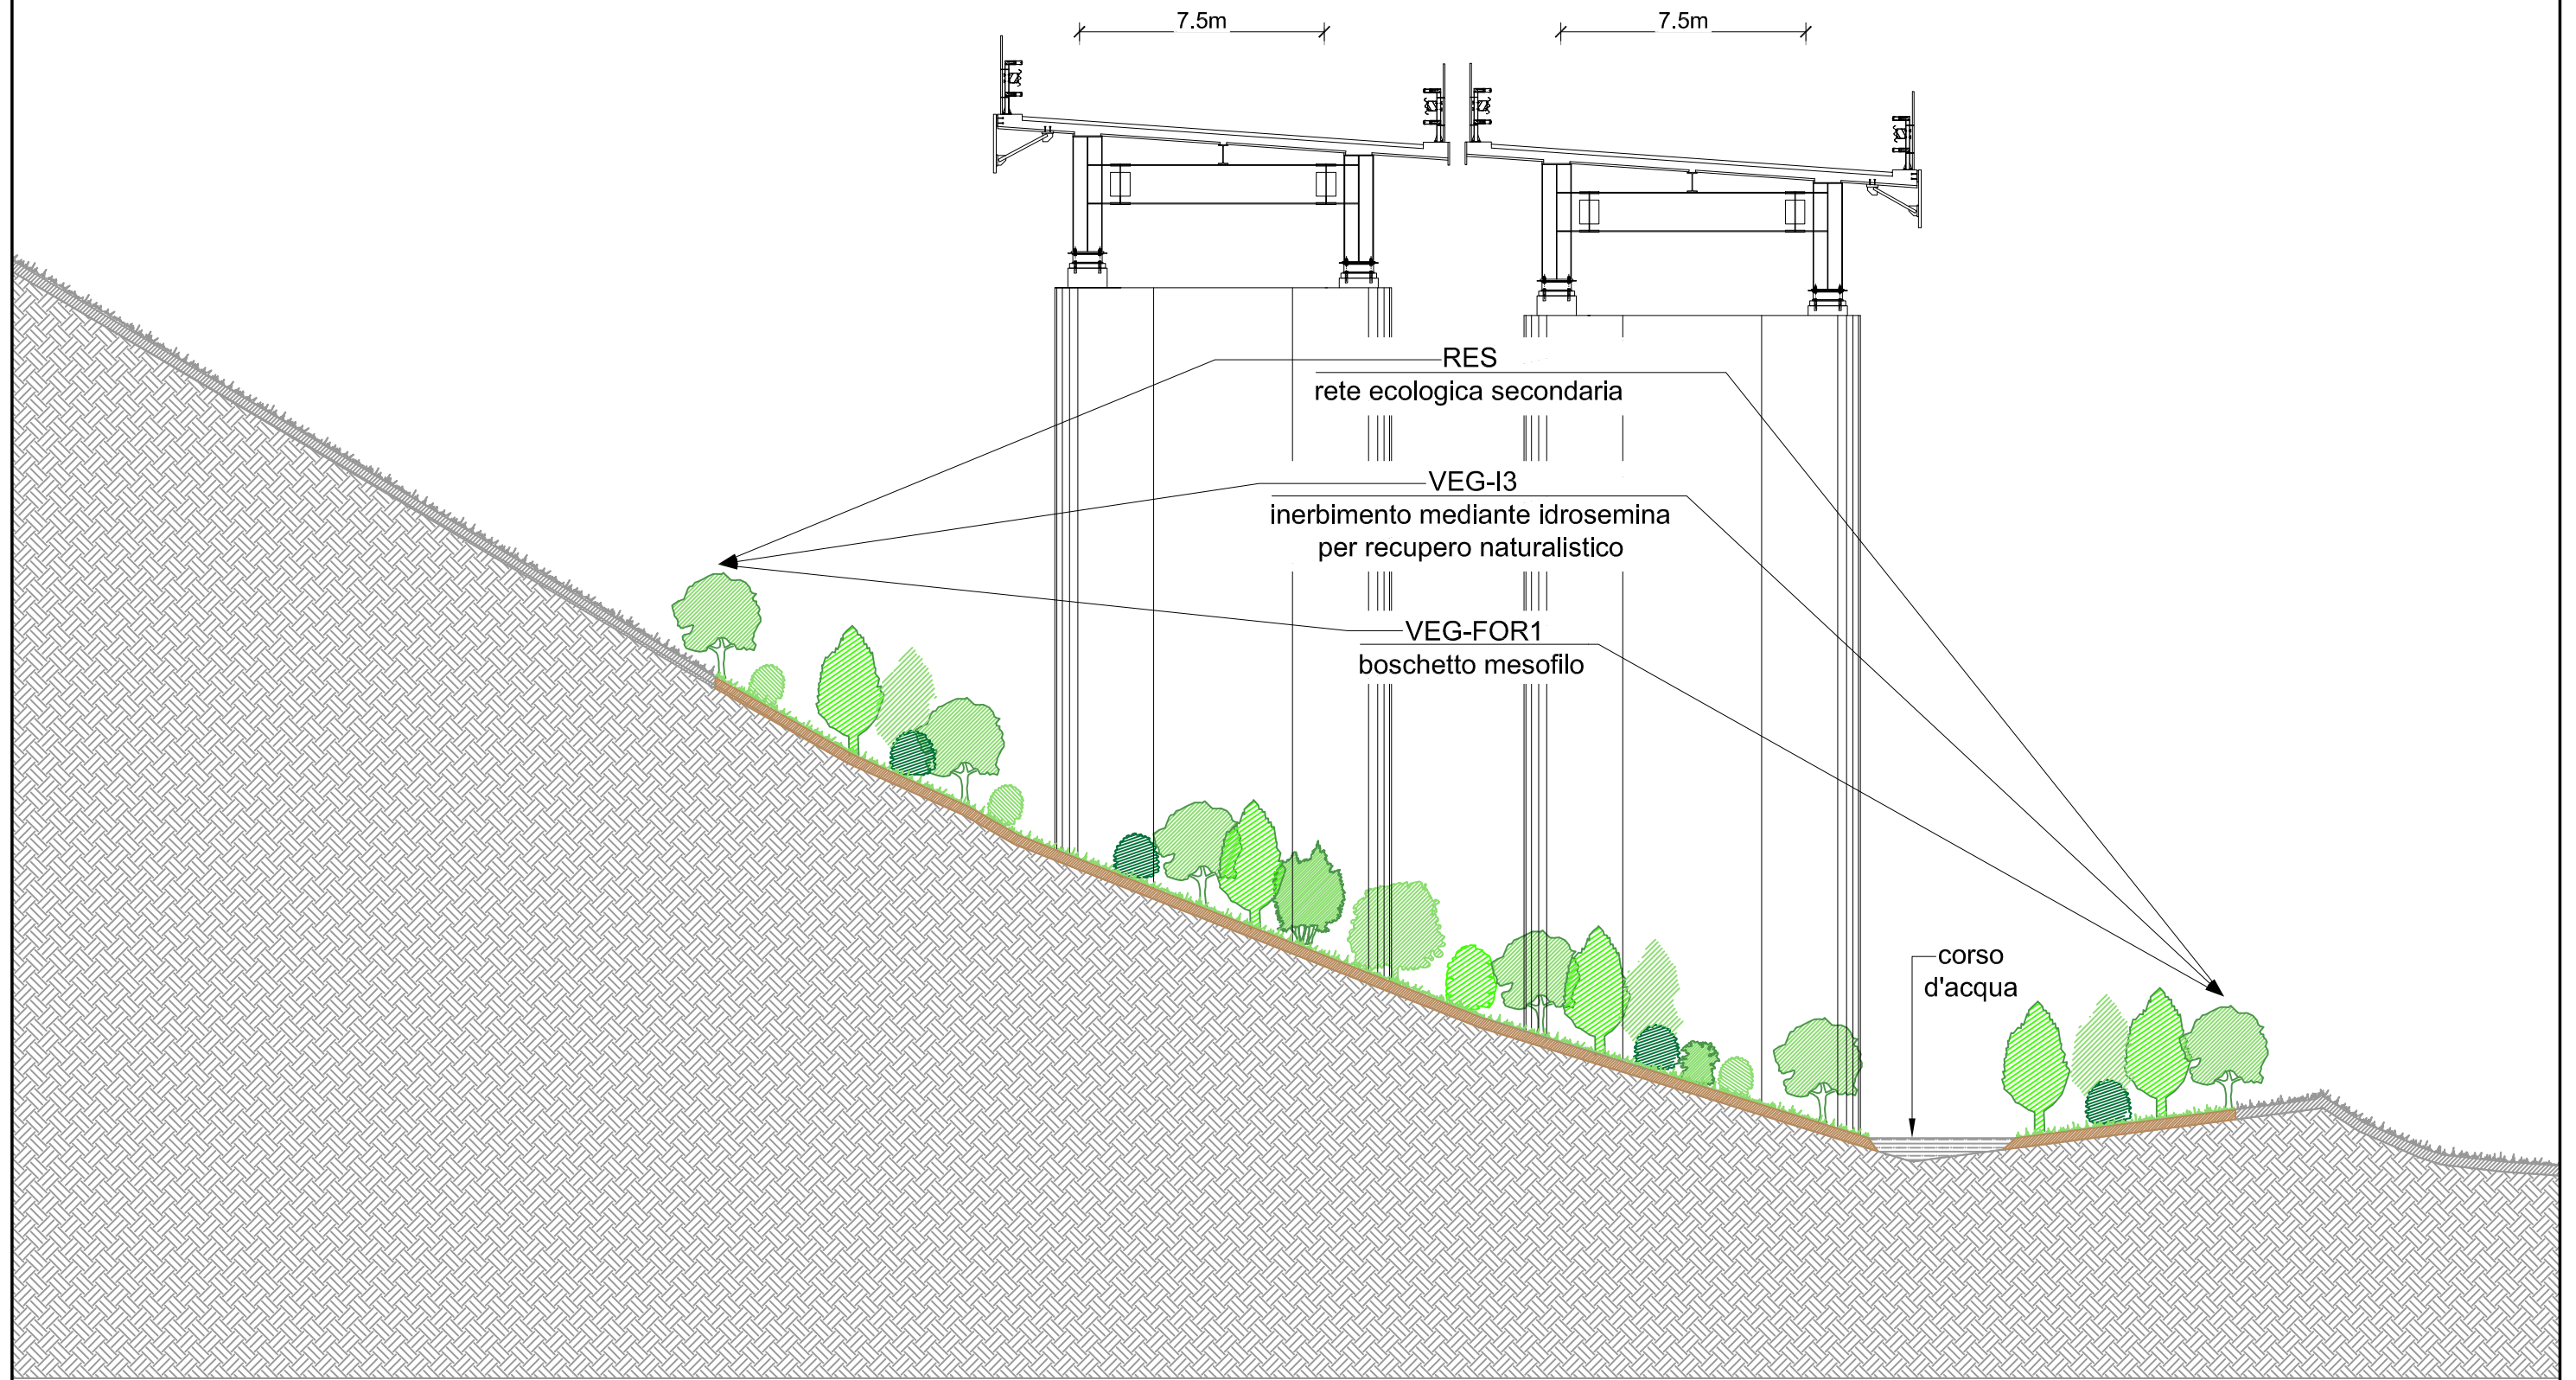 7.5m
7.5m
RES
rete ecologica secondaria
VEG-I3
inerbimento mediante idrosemina
per recupero naturalistico
VEG-FOR1
boschetto mesofilo
corso
d'acqua